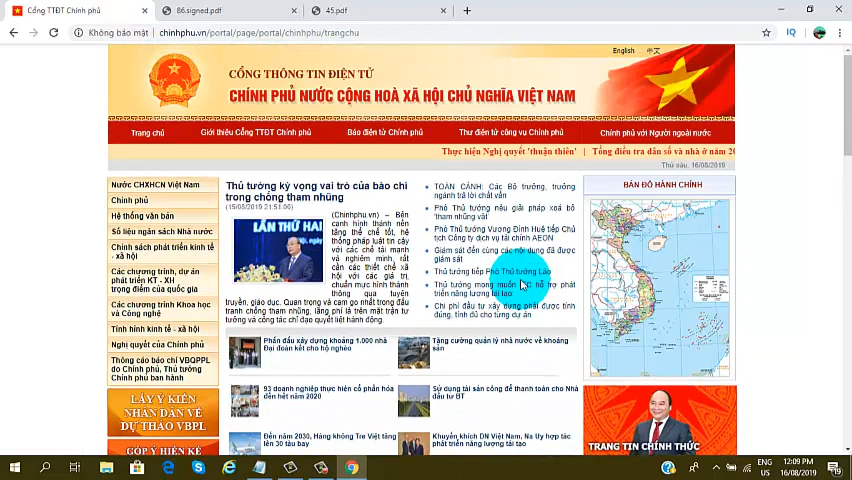 Cổng TTĐT Chính phủ
86.signed.pdf
45.pdf
Không bảo mật
chinhphu.vn/portal/page/portal/chinhphu/trangchu
IQ
English
中文
CỔNG THÔNG TIN ĐIỆN TỬ
CHÍNH PHỦ NƯỚC CỘNG HOÀ XÃ HỘI CHỦ NGHĨA VIỆT NAM
Trang chủ
Giới thiệu Cổng TTĐT Chính phủ
Báo điện tử Chính phủ
Thư điện tử công vụ Chính phủ
Chính phủ với Người nước ngoài
Thực hiện Nghị quyết 'thuận thiên' : Tổng điều tra dân số và nhà ở năm 20
Thứ sáu, 16/08/2019
Nước CHXHCN Việt Nam
Chính phủ
Hệ thống văn bản
Số liệu ngân sách Nhà nước
Chính sách phát triển kinh tế
- xã hội
Các chương trình, dự án
phát triển KT - XH
trọng điểm của quốc gia
Các chương trình Khoa học
và Công nghệ
Tình hình kinh tế - xã hội
Nghị quyết của Chính phủ
Thông cáo báo chí VBQPPL
do Chính phủ, Thủ tướng
Chính phủ ban hành
LẤY Ý KIẾN
NHÂN DÂN VỀ
DỰ THẢO VBPL
GÓP Ý HIẾN KẾ
Thủ tướng kỳ vọng vai trò của báo chí
trong chống tham nhũng
(15/08/2019 21:51:00)
LẦN THỨ HAI
(Chinhphu.vn) – Bên
cạnh hình thành nền
tảng thể chế tốt, hệ
thống pháp luật tin cậy
với các chế tài mạnh
và nghiêm minh, rất
cần các thiết chế xã
hội với các giá trị,
chuẩn mực hình thành
thông qua tuyên
truyền, giáo dục. Quan trọng và cam go nhất trong đấu
tranh chống tham nhũng, lãng phí là trên mặt trận tư
tưởng và công tác chỉ đạo quyết liệt hành động.
TOÀN CẢNH: Các Bộ trưởng, trưởng
ngành trả lời chất vấn
Phó Thủ tướng nêu giải pháp xoá bỏ
'tham nhũng vặt'
Phó Thủ tướng Vương Đình Huệ tiếp Chủ
tịch Công ty dịch vụ tài chính AEON
Giám sát đến cùng các nội dung đã được
giám sát
Thủ tướng tiếp Phó Thủ tướng Lào
Thủ tướng mong muốn hỗ trợ phát
triển năng lượng tái tạo
Chi phí đầu tư xây dựng phải được tính
đúng, tính đủ cho từng dự án
BẢN ĐỒ HÀNH CHÍNH
Phấn đấu xây dựng khoảng 1.000 nhà
Đại đoàn kết cho hộ nghèo
Tăng cường quản lý nhà nước về khoáng
sản
93 doanh nghiệp thực hiện cổ phần hóa
đến hết năm 2020
Sử dụng tài sản công để thanh toán cho Nhà
đầu tư BT
Đến năm 2030, Hãng không Tre Việt tăng
lên 30 tàu bay
Khuyến khích DN Việt Nam, Na Uy hợp tác
phát triển năng lượng tái tạo
TRANG TIN CHÍNH THỨC
ENG
US
12:09 PM
16/08/2019
19